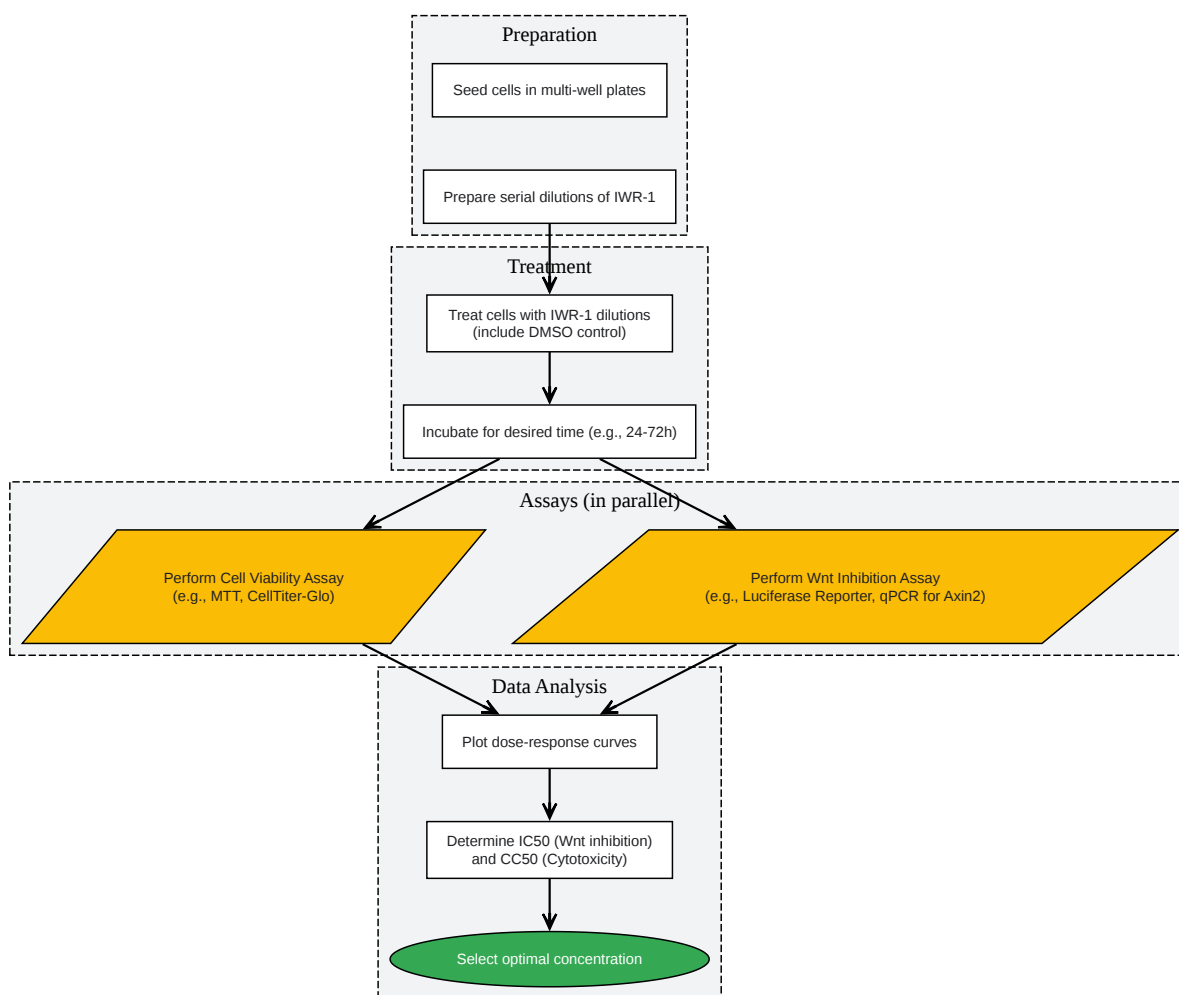 Preparation
Seed cells in multi-well plates
Prepare serial dilutions of IWR-1
Treatment
Treat cells with IWR-1 dilutions
(include DMSO control)
Incubate for desired time (e.g., 24-72h)
Assays (in parallel)
Perform Cell Viability Assay
(e.g., MTT, CellTiter-Glo)
Perform Wnt Inhibition Assay
(e.g., Luciferase Reporter, qPCR for Axin2)
Data Analysis
Plot dose-response curves
Determine IC50 (Wnt inhibition)
and CC50 (Cytotoxicity)
Select optimal concentration